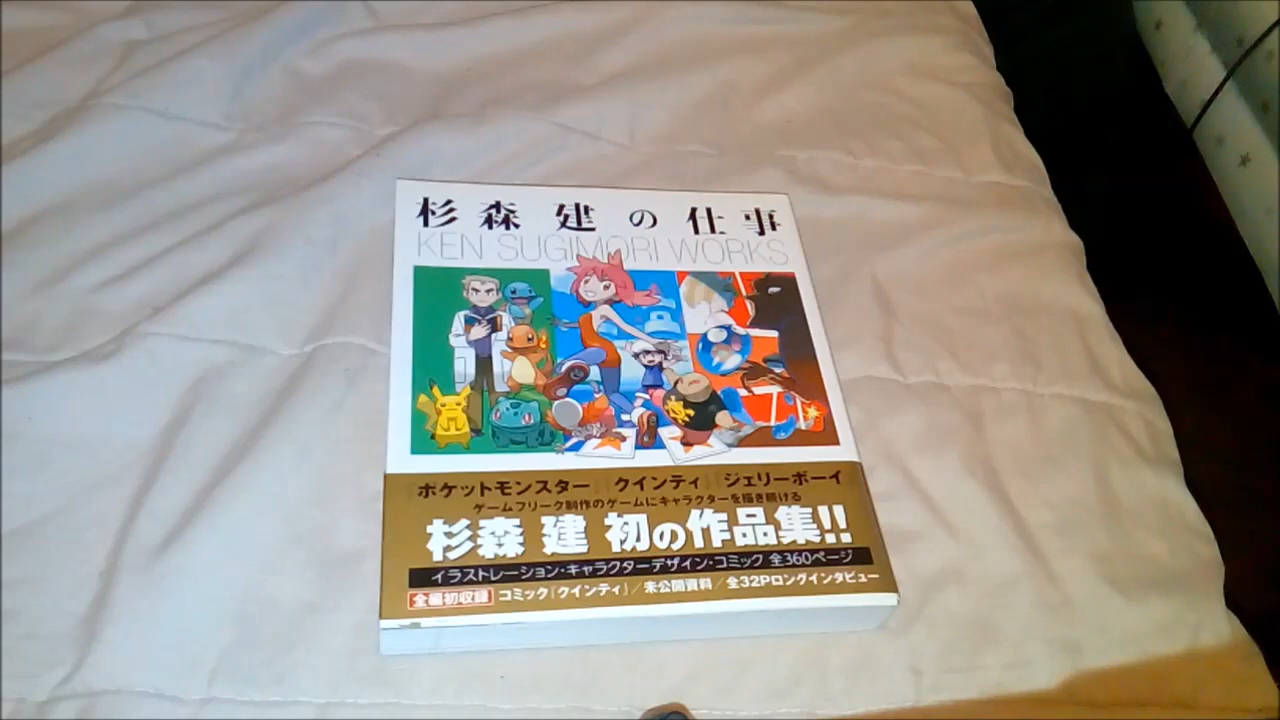 杉森 建の仕事
KEN SUGIMORI WORKS
『ポケットモンスター』『クインティ』『ジェリーボーイ』
ゲームフリーク制作のゲームにキャラクターを描き続ける
杉森 建 初の作品集!!
イラストレーション・キャラクターデザイン・コミック 全360ページ
全編初収録 コミック『クインティ』/未公開資料/全32Pロングインタビュー